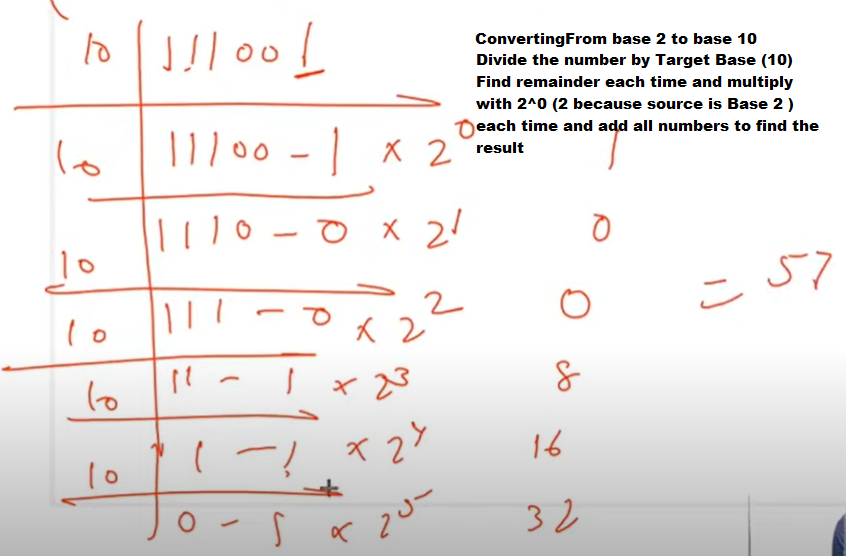 ConvertingFrom base 2 to base 10
Divide the number by Target Base (10)
Find remainder each time and multiply
with 2^0 (2 because source is Base 2 )
each time and add all numbers to find the
result
10 111001
10 11100 - 1 × 2^0 1
10 1110 - 0 × 2^1 0
10 111 - 0 × 2^2 0
10 11 - 1 × 2^3 8
10 1 - 1 × 2^4 16
0 - 1 × 2^5 32
= 57